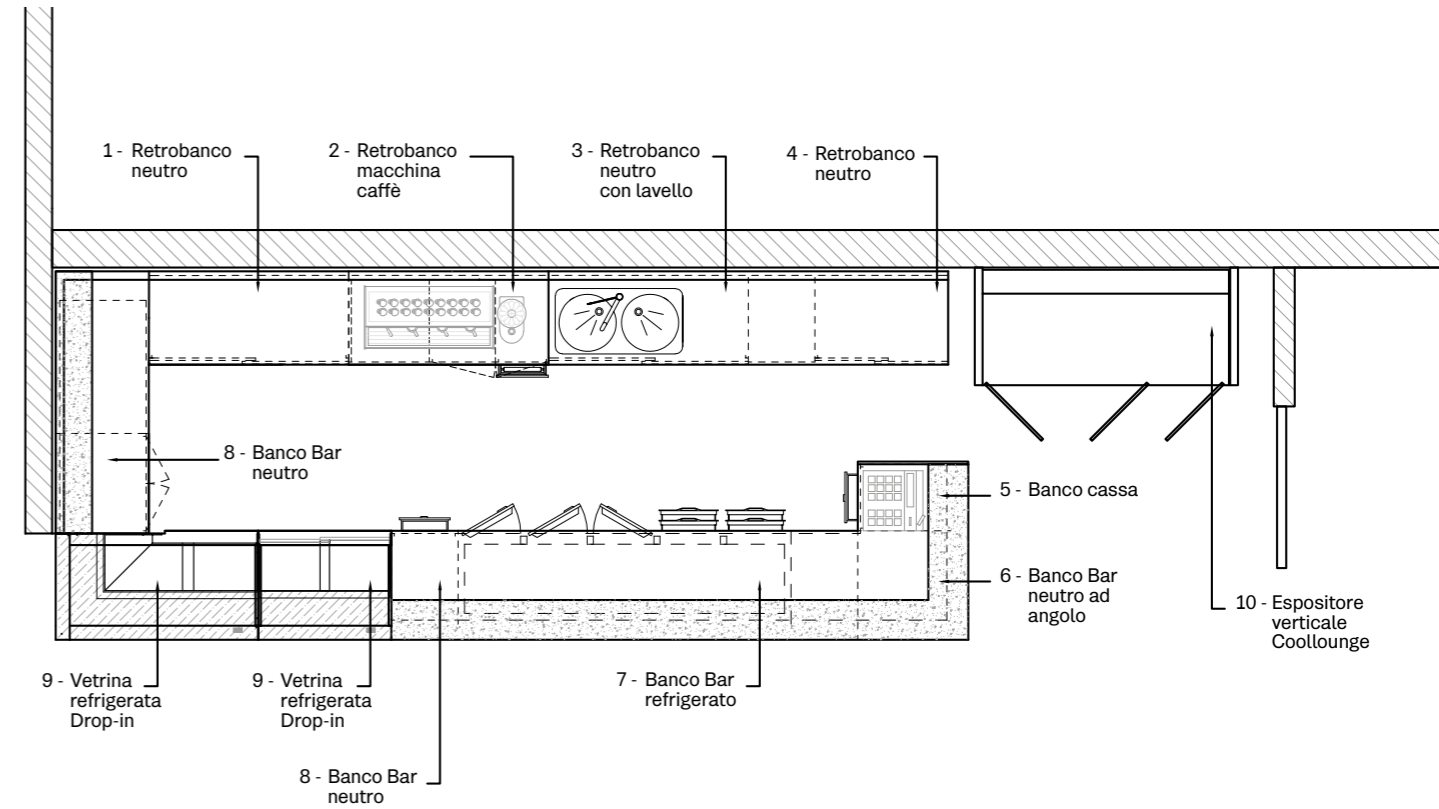 1 - Retrobanco
neutro
2 - Retrobanco
macchina
caffè
3 - Retrobanco
neutro
con lavello
4 - Retrobanco
neutro
8 - Banco Bar
neutro
5 - Banco cassa
6 - Banco Bar
neutro ad
angolo
10 - Espositore
verticale
Coollounge
9 - Vetrina
refrigerata
Drop-in
9 - Vetrina
refrigerata
Drop-in
7 - Banco Bar
refrigerato
8 - Banco Bar
neutro